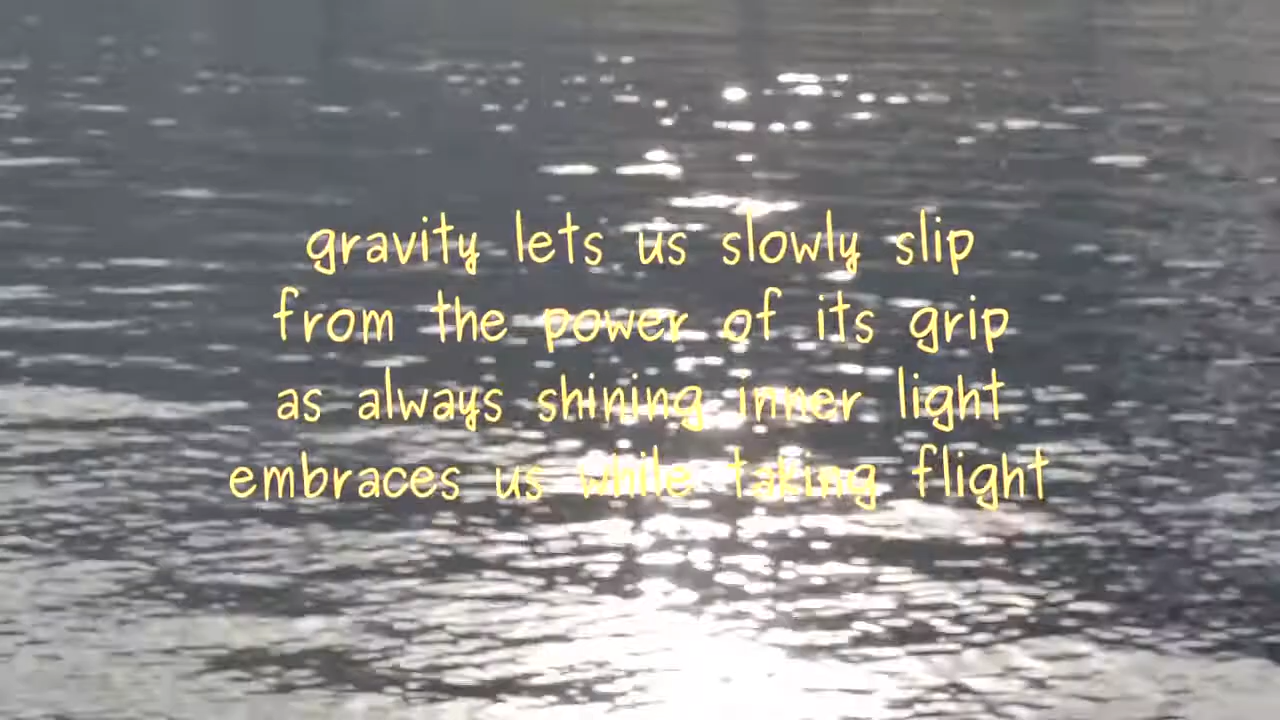 gravity lets us slowly slip
from the power of its grip
as always shining inner light
embraces us while taking flight